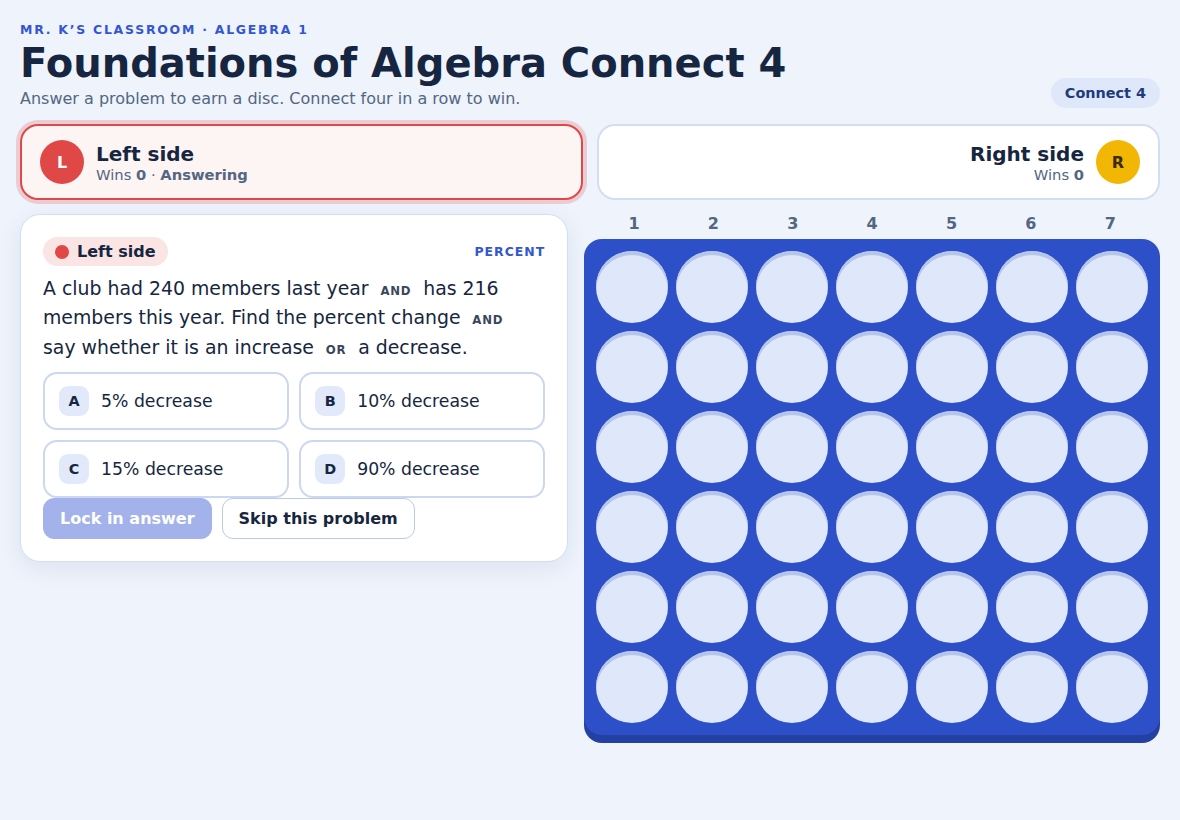 MR. K’S CLASSROOM · ALGEBRA 1
Foundations of Algebra Connect 4
Answer a problem to earn a disc. Connect four in a row to win.
Connect 4
L
Left side
Wins 0 · Answering
Right side
Wins 0
R
Left side
PERCENT
A club had 240 members last year AND has 216
members this year. Find the percent change AND
say whether it is an increase OR a decrease.
A 5% decrease
B 10% decrease
C 15% decrease
D 90% decrease
Lock in answer
Skip this problem
1 2 3 4 5 6 7